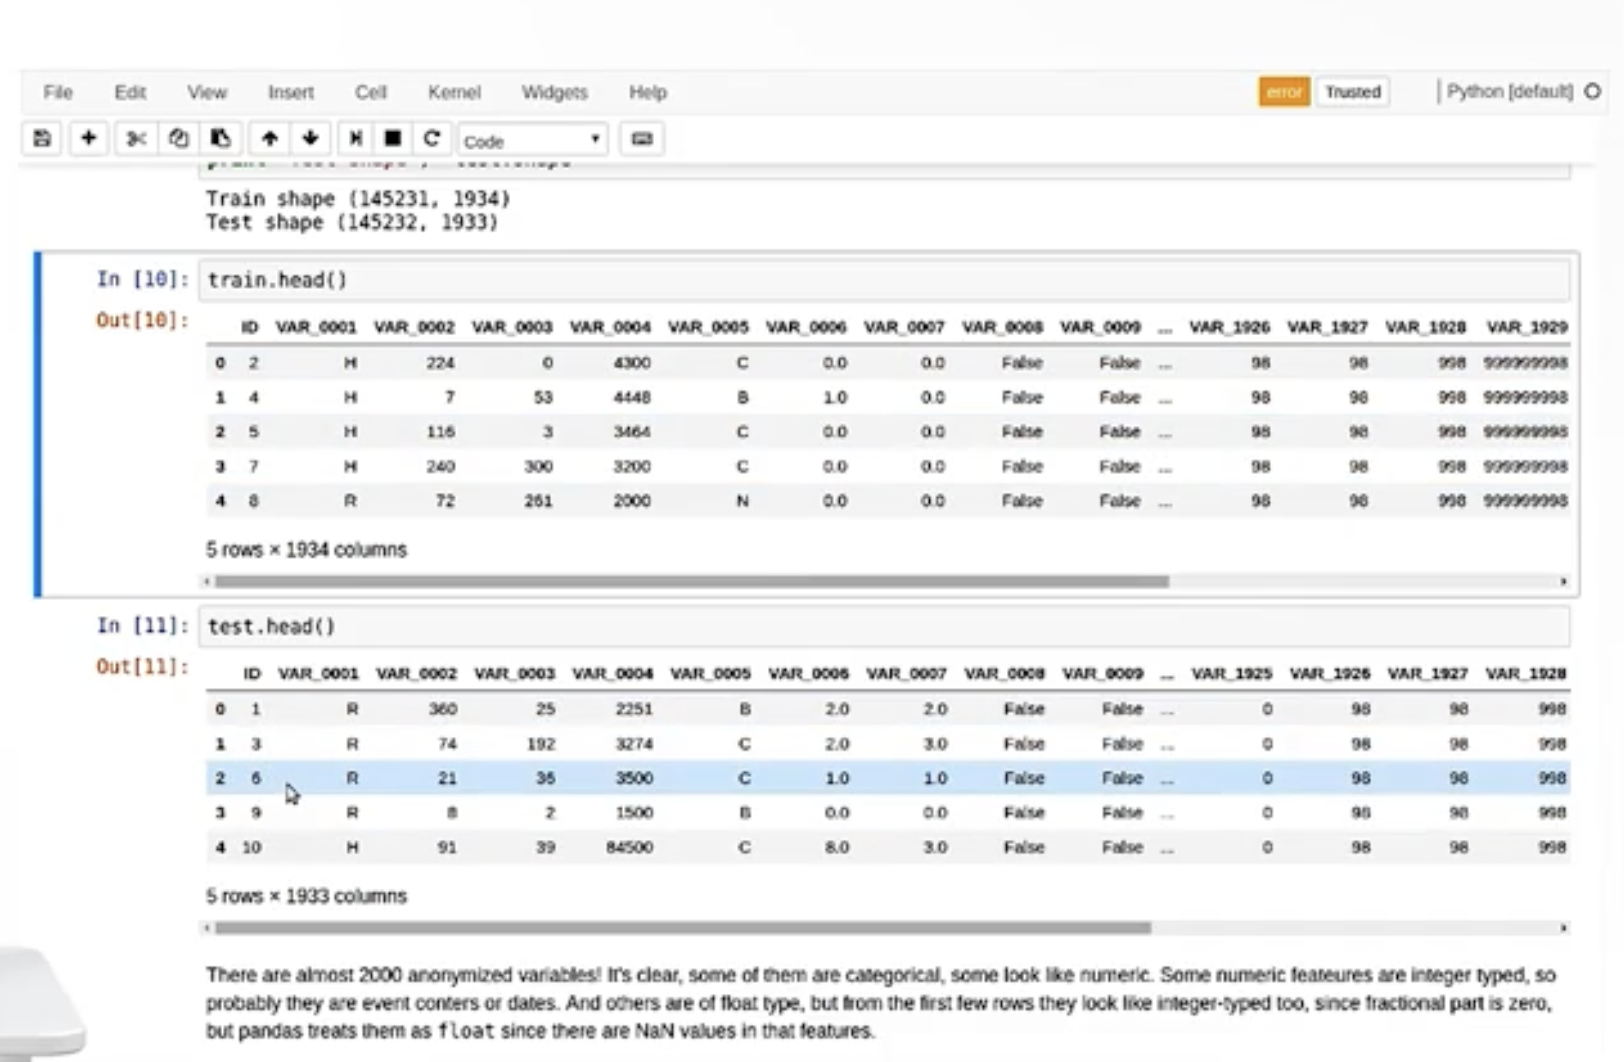 File Edit View Insert Cell Kernel Widgets Help error Trusted Python [default]
Code
Train shape (145231, 1934)
Test shape (145232, 1933)
In [10]: train.head()
Out[10]:
ID VAR_0001 VAR_0002 VAR_0003 VAR_0004 VAR_0005 VAR_0006 VAR_0007 VAR_0008 VAR_0009 ... VAR_1926 VAR_1927 VAR_1928 VAR_1929
0 2 H 224 0 4300 C 0.0 0.0 False False ... 98 98 998 999999998
1 4 H 7 53 4448 B 1.0 0.0 False False ... 98 98 998 999999998
2 5 H 116 3 3464 C 0.0 0.0 False False ... 98 98 998 999999998
3 7 H 240 300 3200 C 0.0 0.0 False False ... 98 98 998 999999998
4 8 R 72 261 2000 N 0.0 0.0 False False ... 98 98 998 999999998
5 rows × 1934 columns
In [11]: test.head()
Out[11]:
ID VAR_0001 VAR_0002 VAR_0003 VAR_0004 VAR_0005 VAR_0006 VAR_0007 VAR_0008 VAR_0009 ... VAR_1925 VAR_1926 VAR_1927 VAR_1928
0 1 R 360 25 2251 B 2.0 2.0 False False ... 0 98 98 998
1 3 R 74 192 3274 C 2.0 3.0 False False ... 0 98 98 998
2 6 R 21 36 3500 C 1.0 1.0 False False ... 0 98 98 998
3 9 R 8 2 1500 B 0.0 0.0 False False ... 0 98 98 998
4 10 H 91 39 84500 C 8.0 3.0 False False ... 0 98 98 998
5 rows × 1933 columns
There are almost 2000 anonymized variables! It's clear, some of them are categorical, some look like numeric. Some numeric feateures are integer typed, so
probably they are event conters or dates. And others are of float type, but from the first few rows they look like integer-typed too, since fractional part is zero,
but pandas treats them as float since there are NaN values in that features.